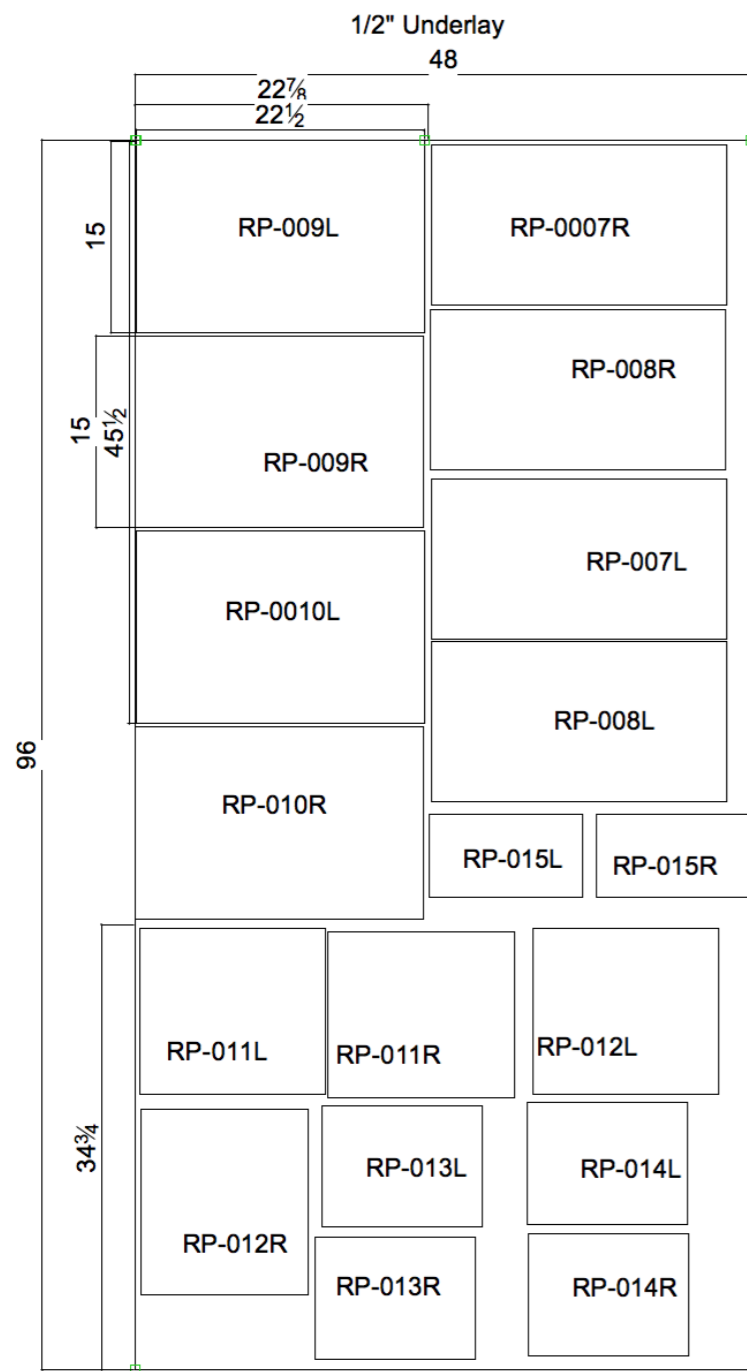 1/2" Underlay
48
22⅞
22½
15
RP-009L
RP-0007R
RP-008R
15
45½
RP-009R
RP-007L
RP-0010L
RP-008L
96
RP-010R
RP-015L
RP-015R
RP-011L
RP-011R
RP-012L
34¾
RP-013L
RP-014L
RP-012R
RP-013R
RP-014R